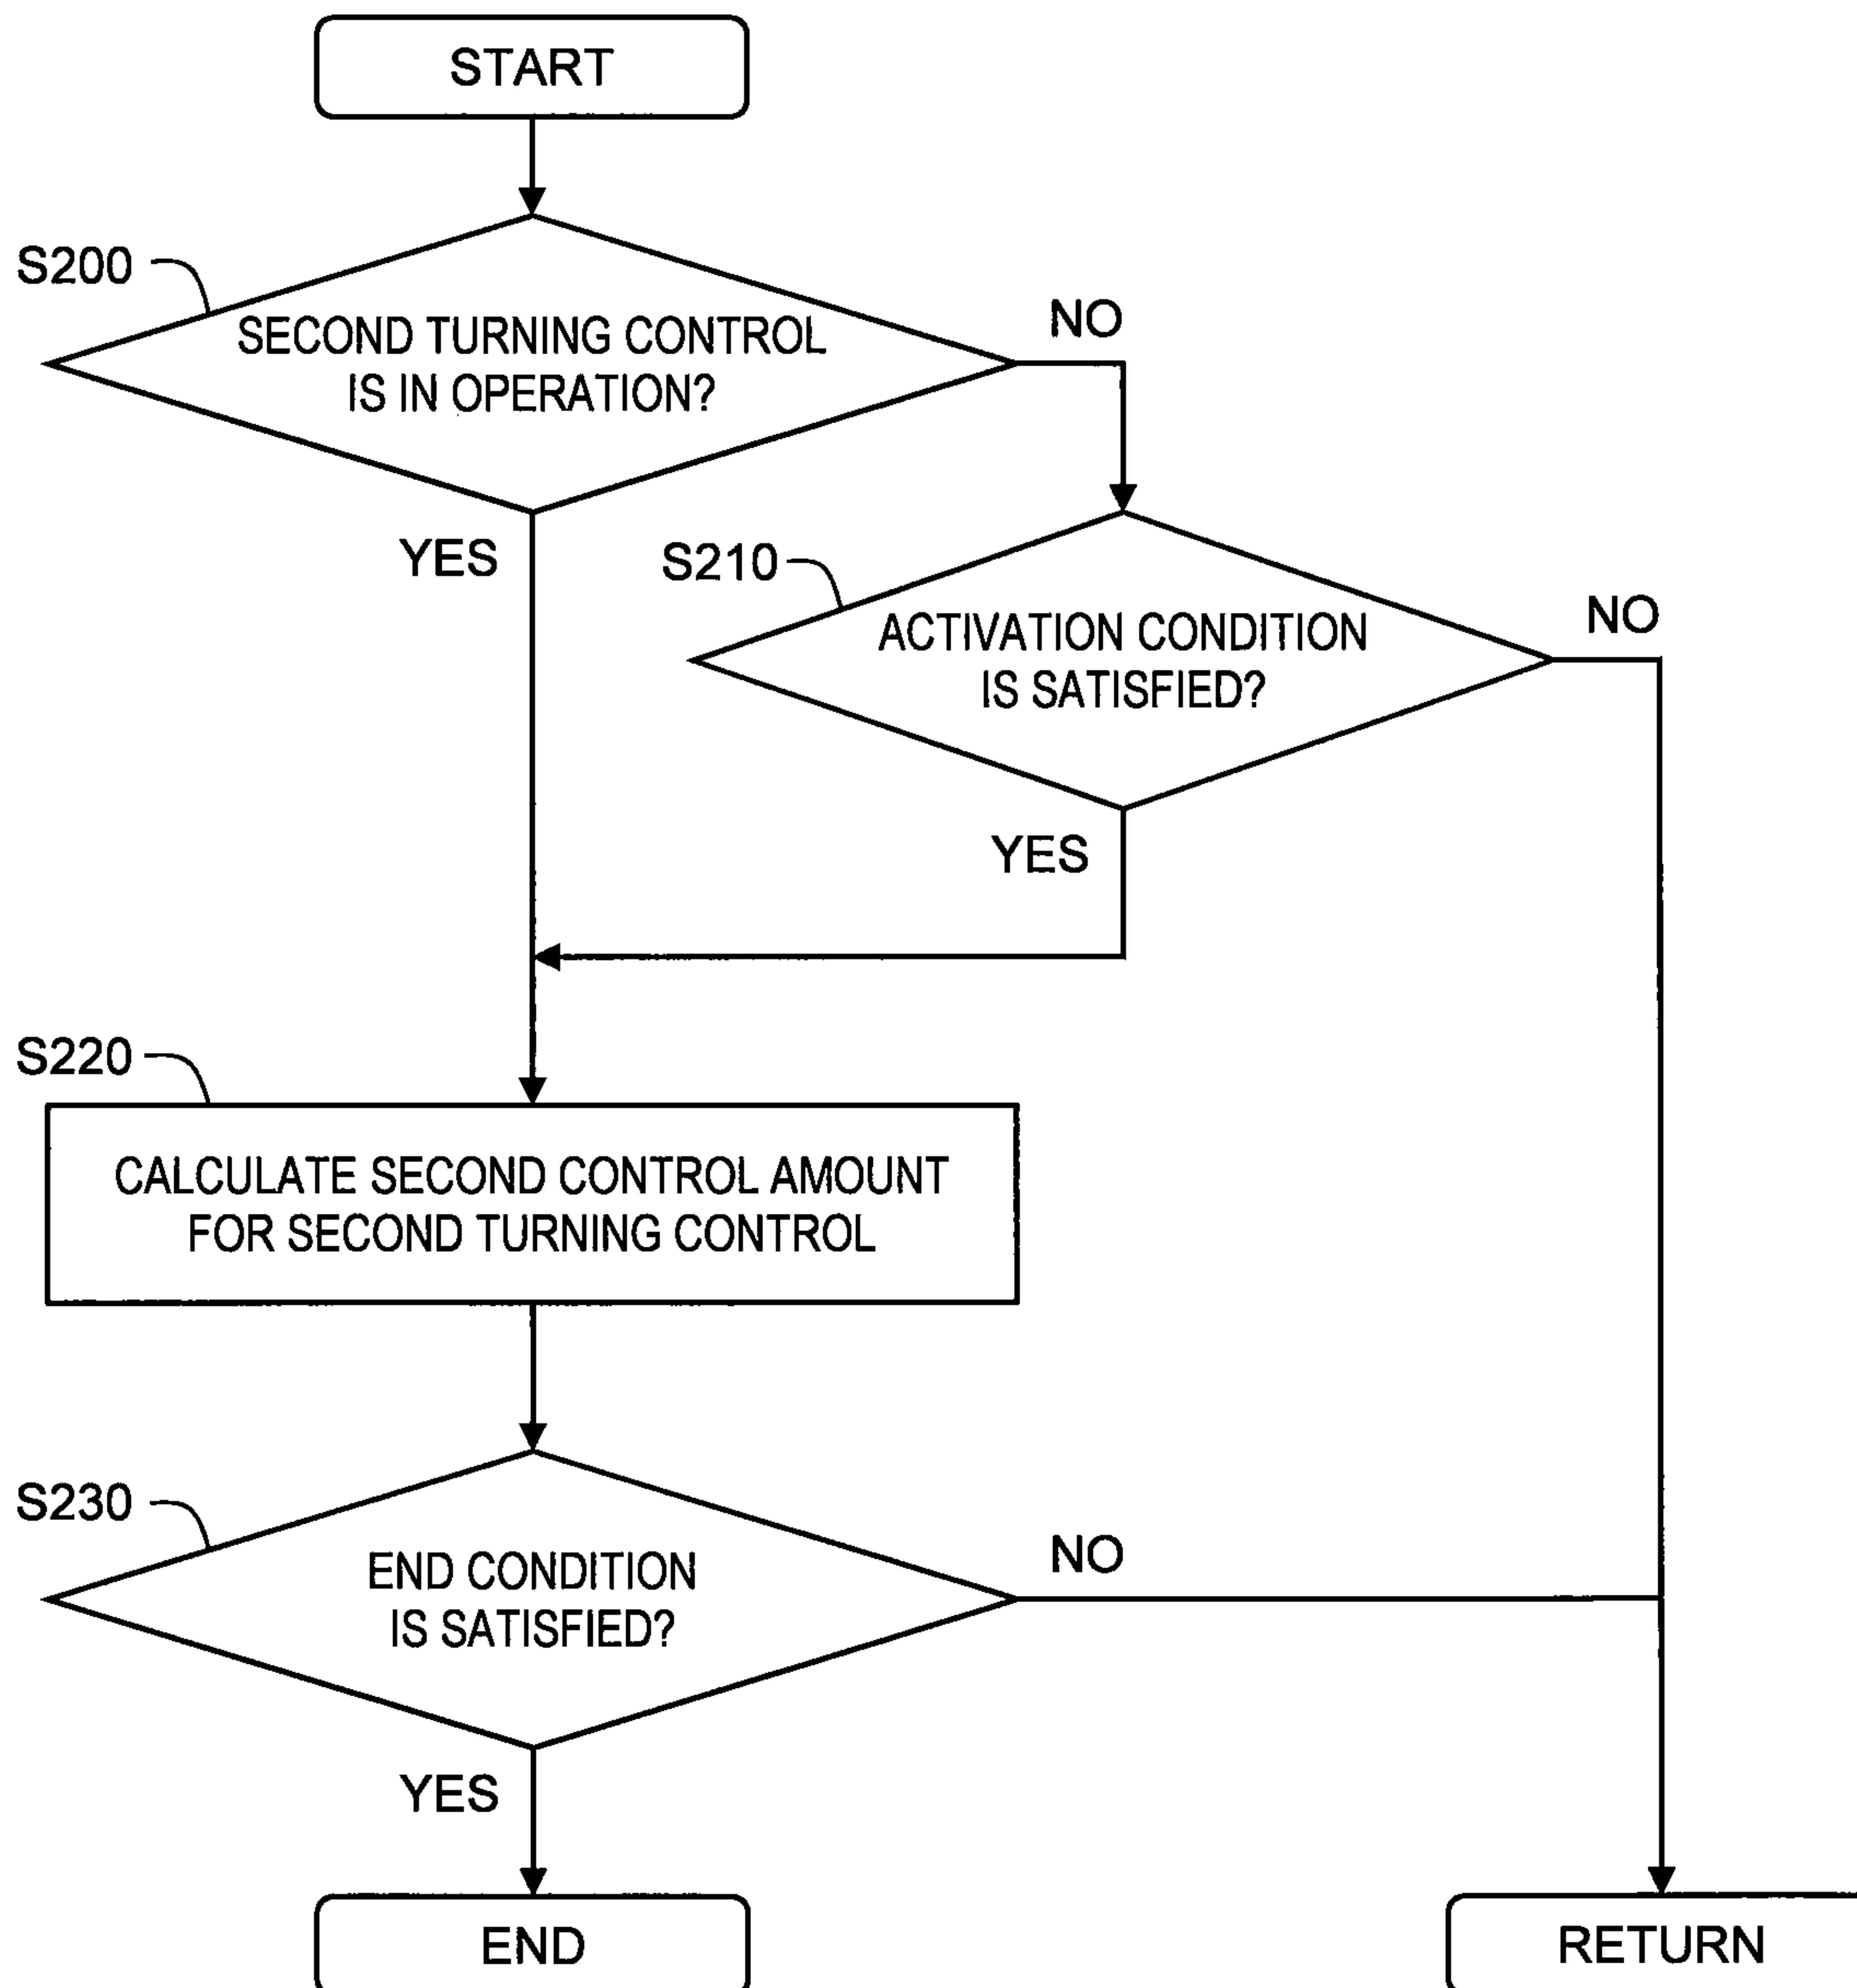 START
S200
SECOND TURNING CONTROL
IS IN OPERATION?
NO
YES
S210
ACTIVATION CONDITION
IS SATISFIED?
NO
YES
S220
CALCULATE SECOND CONTROL AMOUNT
FOR SECOND TURNING CONTROL
S230
END CONDITION
IS SATISFIED?
NO
YES
END
RETURN